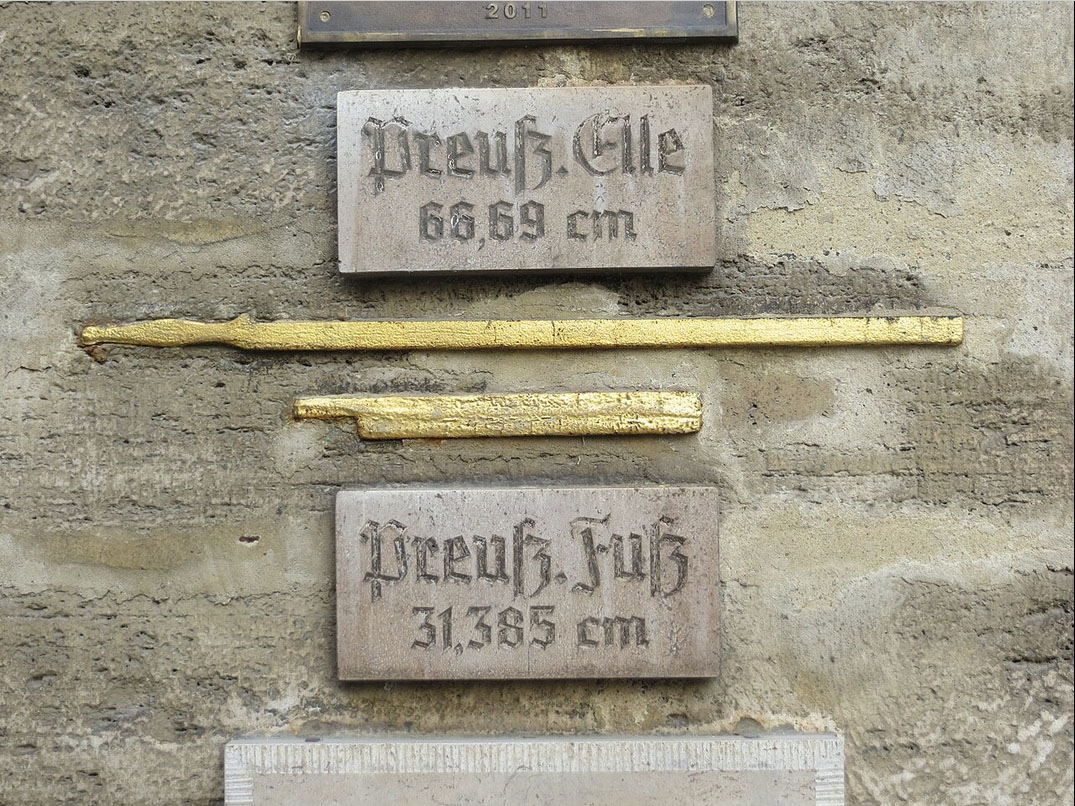 2011
Preuß. Elle
66,69 cm
Preuß. Fuß
31,385 cm